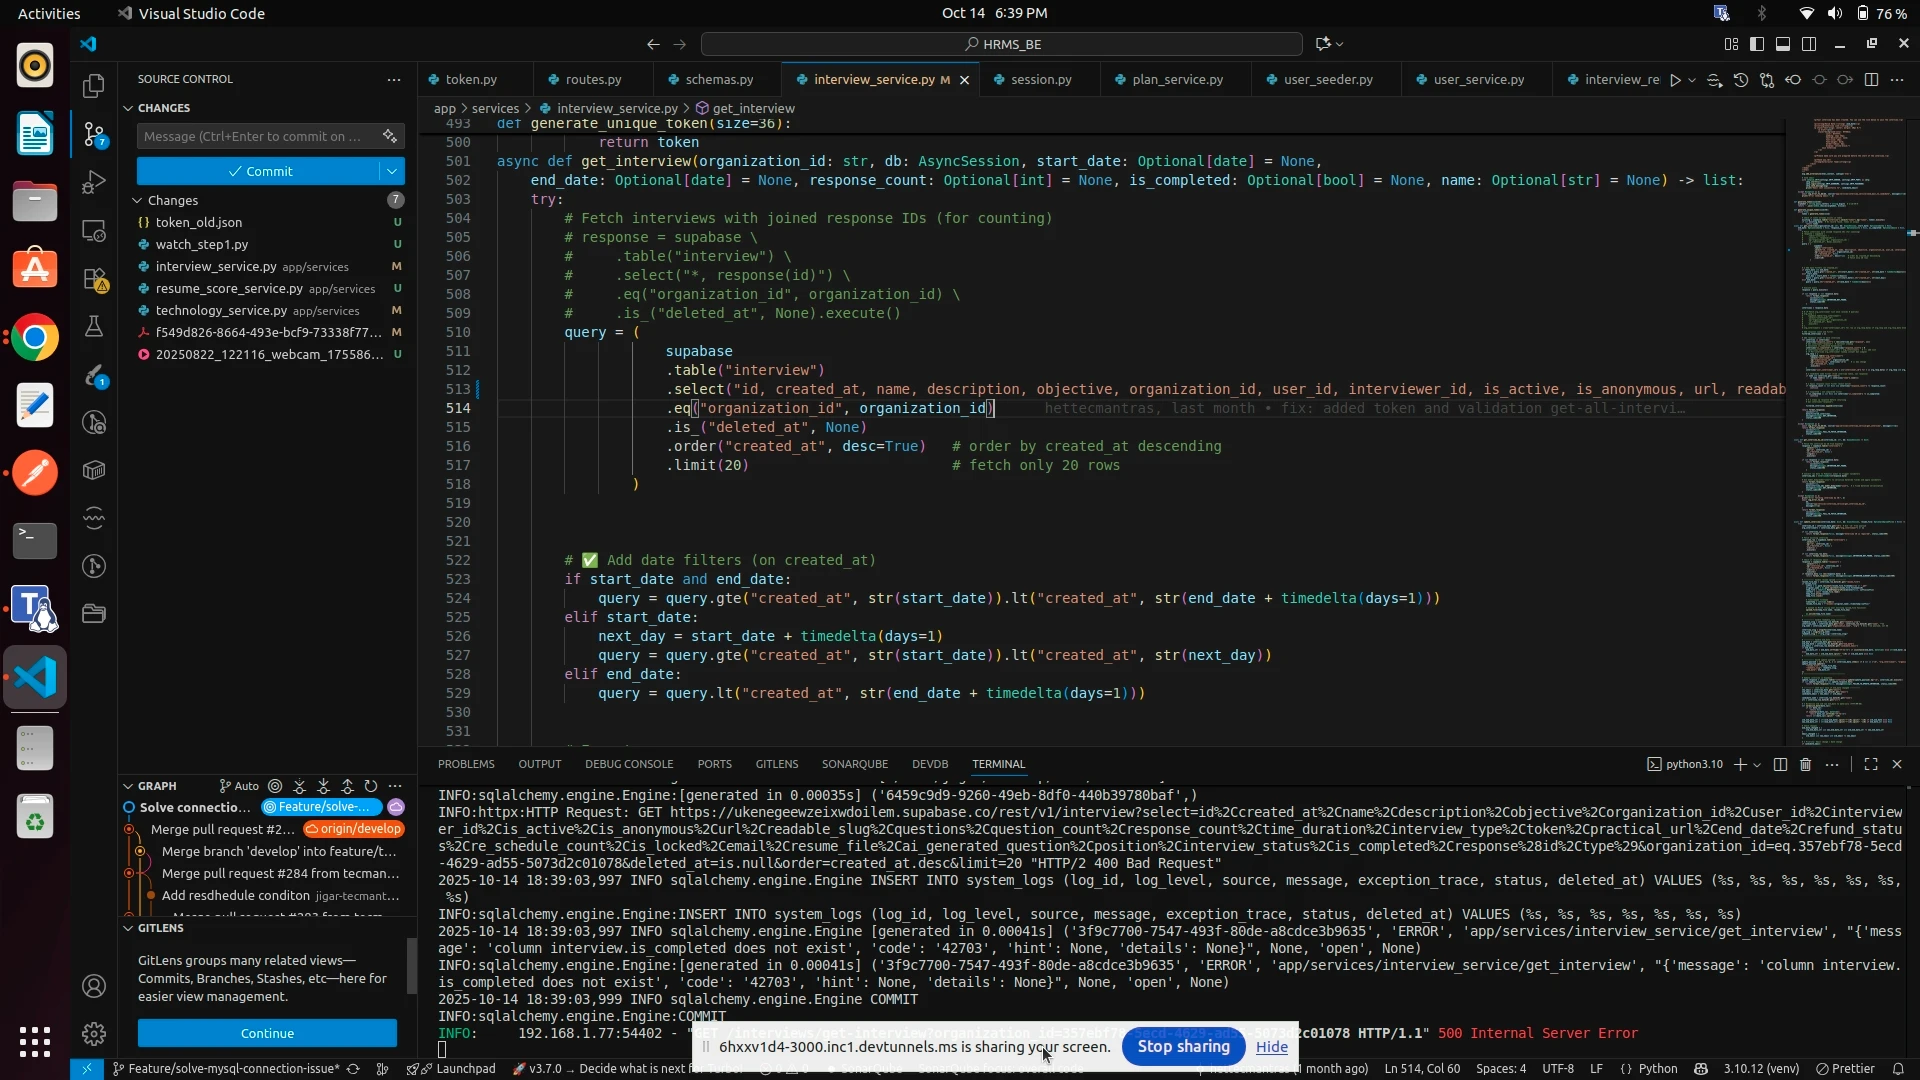 Activities
Visual Studio Code
Oct 14 6:39 PM
76 %
HRMS_BE
SOURCE CONTROL
CHANGES
Message (Ctrl+Enter to commit on ...
Commit
Changes 7
token_old.json U
watch_step1.py U
interview_service.py app/services M
resume_score_service.py app/services U
technology_service.py app/services M
f549d826-8664-493e-bcf9-73338f77... M
20250822_122116_webcam_175586... U
GRAPH
Auto
Solve connectio... Feature/solve-...
Merge pull request #2... origin/develop
Merge branch 'develop' into feature/t...
Merge pull request #284 from tecman...
Add resdhedule conditon jigar-tecmant...
GITLENS
GitLens groups many related views—
Commits, Branches, Stashes, etc—here for
easier view management.
Continue
token.py
routes.py
schemas.py
interview_service.py M
session.py
plan_service.py
user_seeder.py
user_service.py
interview_re
app > services > interview_service.py > get_interview
493 def generate_unique_token(size=36):
500 return token
501 async def get_interview(organization_id: str, db: AsyncSession, start_date: Optional[date] = None,
502 end_date: Optional[date] = None, response_count: Optional[int] = None, is_completed: Optional[bool] = None, name: Optional[str] = None) -> list:
503 try:
504 # Fetch interviews with joined response IDs (for counting)
505 # response = supabase \
506 # .table("interview") \
507 # .select("*, response(id)") \
508 # .eq("organization_id", organization_id) \
509 # .is_("deleted_at", None).execute()
510 query = (
511 supabase
512 .table("interview")
513 .select("id, created_at, name, description, objective, organization_id, user_id, interviewer_id, is_active, is_anonymous, url, readab
514 .eq("organization_id", organization_id) hettecmantras, last month • fix: added token and validation get-all-intervi…
515 .is_("deleted_at", None)
516 .order("created_at", desc=True) # order by created_at descending
517 .limit(20) # fetch only 20 rows
518 )
519
520
521
522 # ✅ Add date filters (on created_at)
523 if start_date and end_date:
524 query = query.gte("created_at", str(start_date)).lt("created_at", str(end_date + timedelta(days=1)))
525 elif start_date:
526 next_day = start_date + timedelta(days=1)
527 query = query.gte("created_at", str(start_date)).lt("created_at", str(next_day))
528 elif end_date:
529 query = query.lt("created_at", str(end_date + timedelta(days=1)))
530
531
PROBLEMS OUTPUT DEBUG CONSOLE PORTS GITLENS SONARQUBE DEVDB TERMINAL
python3.10
INFO:sqlalchemy.engine.Engine:[generated in 0.00035s] ('6459c9d9-9260-49eb-8df0-440b39780baf',)
INFO:httpx:HTTP Request: GET https://ukenegeewzeixwdoilem.supabase.co/rest/v1/interview?select=id%2Ccreated_at%2Cname%2Cdescription%2Cobjective%2Corganization_id%2Cuser_id%2Cinterview
er_id%2Cis_active%2Cis_anonymous%2Curl%2Creadable_slug%2Cquestions%2Cquestion_count%2Cresponse_count%2Ctime_duration%2Cinterview_type%2Ctoken%2Cpractical_url%2Cend_date%2Crefund_statu
s%2Cre_schedule_count%2Cis_locked%2Cemail%2Cresume_file%2Cai_generated_question%2Cposition%2Cinterview_status%2Cis_completed%2Cresponse%28id%2Ctype%29&organization_id=eq.357ebf78-5ecd
-4629-ad55-5073d2c01078&deleted_at=is.null&order=created_at.desc&limit=20 "HTTP/2 400 Bad Request"
2025-10-14 18:39:03,997 INFO sqlalchemy.engine.Engine INSERT INTO system_logs (log_id, log_level, source, message, exception_trace, status, deleted_at) VALUES (%s, %s, %s, %s, %s, %s,
%s)
INFO:sqlalchemy.engine.Engine:INSERT INTO system_logs (log_id, log_level, source, message, exception_trace, status, deleted_at) VALUES (%s, %s, %s, %s, %s, %s, %s)
2025-10-14 18:39:03,997 INFO sqlalchemy.engine.Engine [generated in 0.00041s] ('3f9c7700-7547-493f-80de-a8cdce3b9635', 'ERROR', 'app/services/interview_service/get_interview', "{'mess
age': 'column interview.is_completed does not exist', 'code': '42703', 'hint': None, 'details': None}", None, 'open', None)
INFO:sqlalchemy.engine.Engine:[generated in 0.00041s] ('3f9c7700-7547-493f-80de-a8cdce3b9635', 'ERROR', 'app/services/interview_service/get_interview', "{'message': 'column interview.
is_completed does not exist', 'code': '42703', 'hint': None, 'details': None}", None, 'open', None)
2025-10-14 18:39:03,999 INFO sqlalchemy.engine.Engine COMMIT
INFO:sqlalchemy.engine.Engine:COMMIT
INFO: 192.168.1.77:54402 - "GET /interviews/get-interview?organization_id=357ebf78-5ecd-4629-ad55-5073d2c01078 HTTP/1.1" 500 Internal Server Error
6hxxv1d4-3000.inc1.devtunnels.ms is sharing your screen.
Stop sharing
Hide
Feature/solve-mysql-connection-issue*
Launchpad
v3.7.0 → Decide what is next
1 month ago)
Ln 514, Col 60
Spaces: 4
UTF-8
LF
Python
3.10.12 (venv)
Prettier